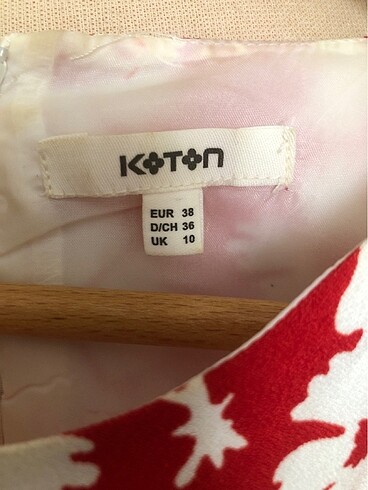 KOTON
EUR 38
D/CH 36
UK 10